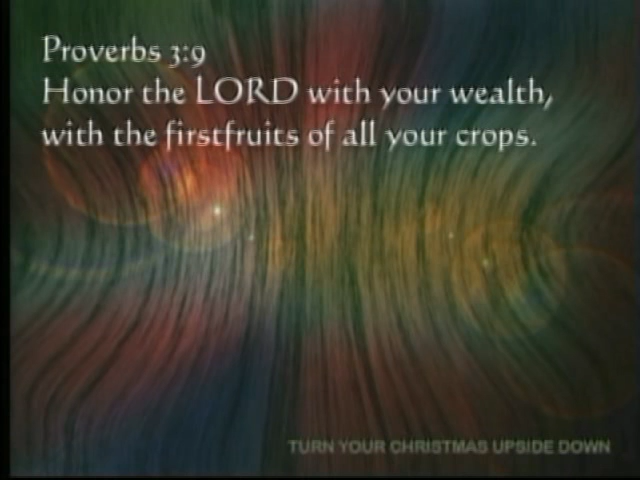 Proverbs 3:9
Honor the LORD with your wealth,
with the firstfruits of all your crops.
TURN YOUR CHRISTMAS UPSIDE DOWN